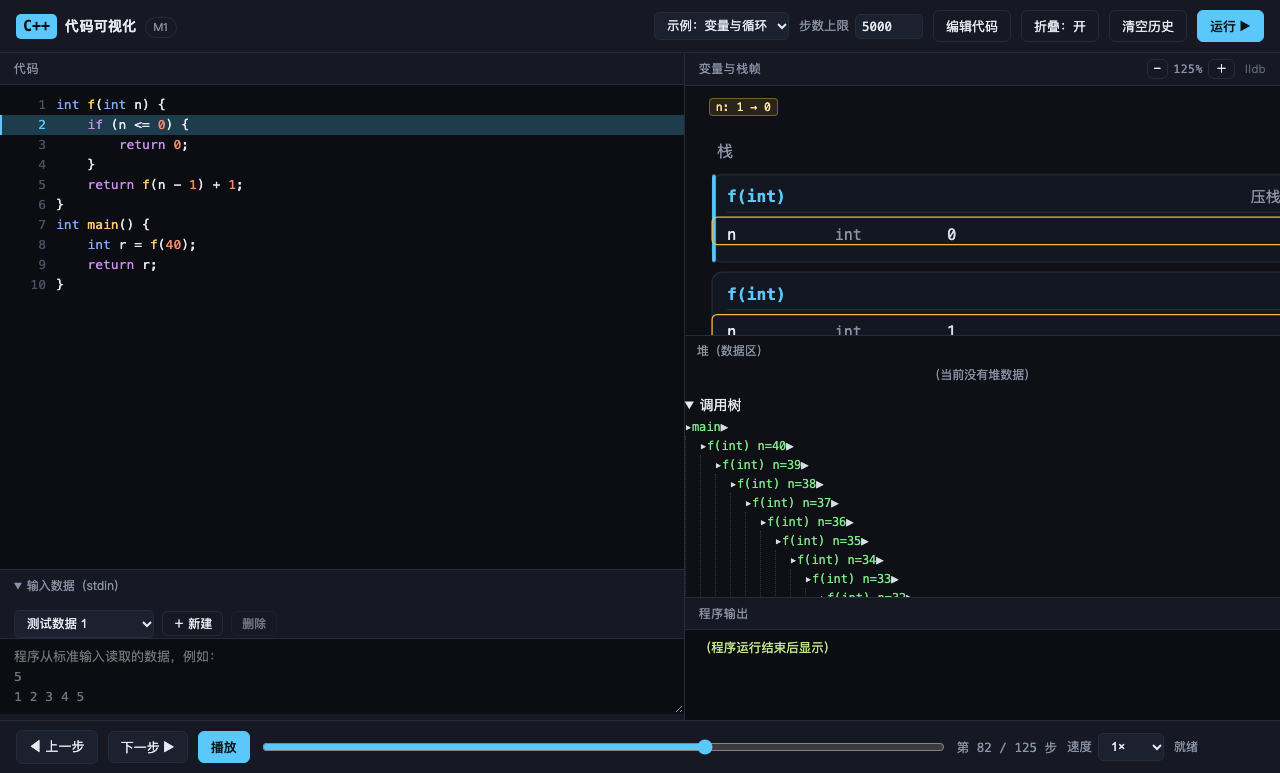 C++ 代码可视化 M1 示例：变量与循环 步数上限 5000 编辑代码 折叠：开 清空历史 运行 ▶
代码
1 int f(int n) {
2     if (n <= 0) {
3         return 0;
4     }
5     return f(n - 1) + 1;
6 }
7 int main() {
8     int r = f(40);
9     return r;
10 }
▼ 输入数据（stdin）
测试数据 1 + 新建 删除
程序从标准输入读取的数据，例如：
5
1 2 3 4 5
变量与栈帧 − 125% + lldb
n: 1 → 0
栈
f(int) 压栈
n int 0
f(int)
n int 1
堆（数据区）
（当前没有堆数据）
▼ 调用树
▸main▶
▸f(int) n=40▶
▸f(int) n=39▶
▸f(int) n=38▶
▸f(int) n=37▶
▸f(int) n=36▶
▸f(int) n=35▶
▸f(int) n=34▶
▸f(int) n=33▶
▸f(int) n=32▶
程序输出
（程序运行结束后显示）
◀ 上一步 下一步 ▶ 播放 第 82 / 125 步 速度 1× 就绪